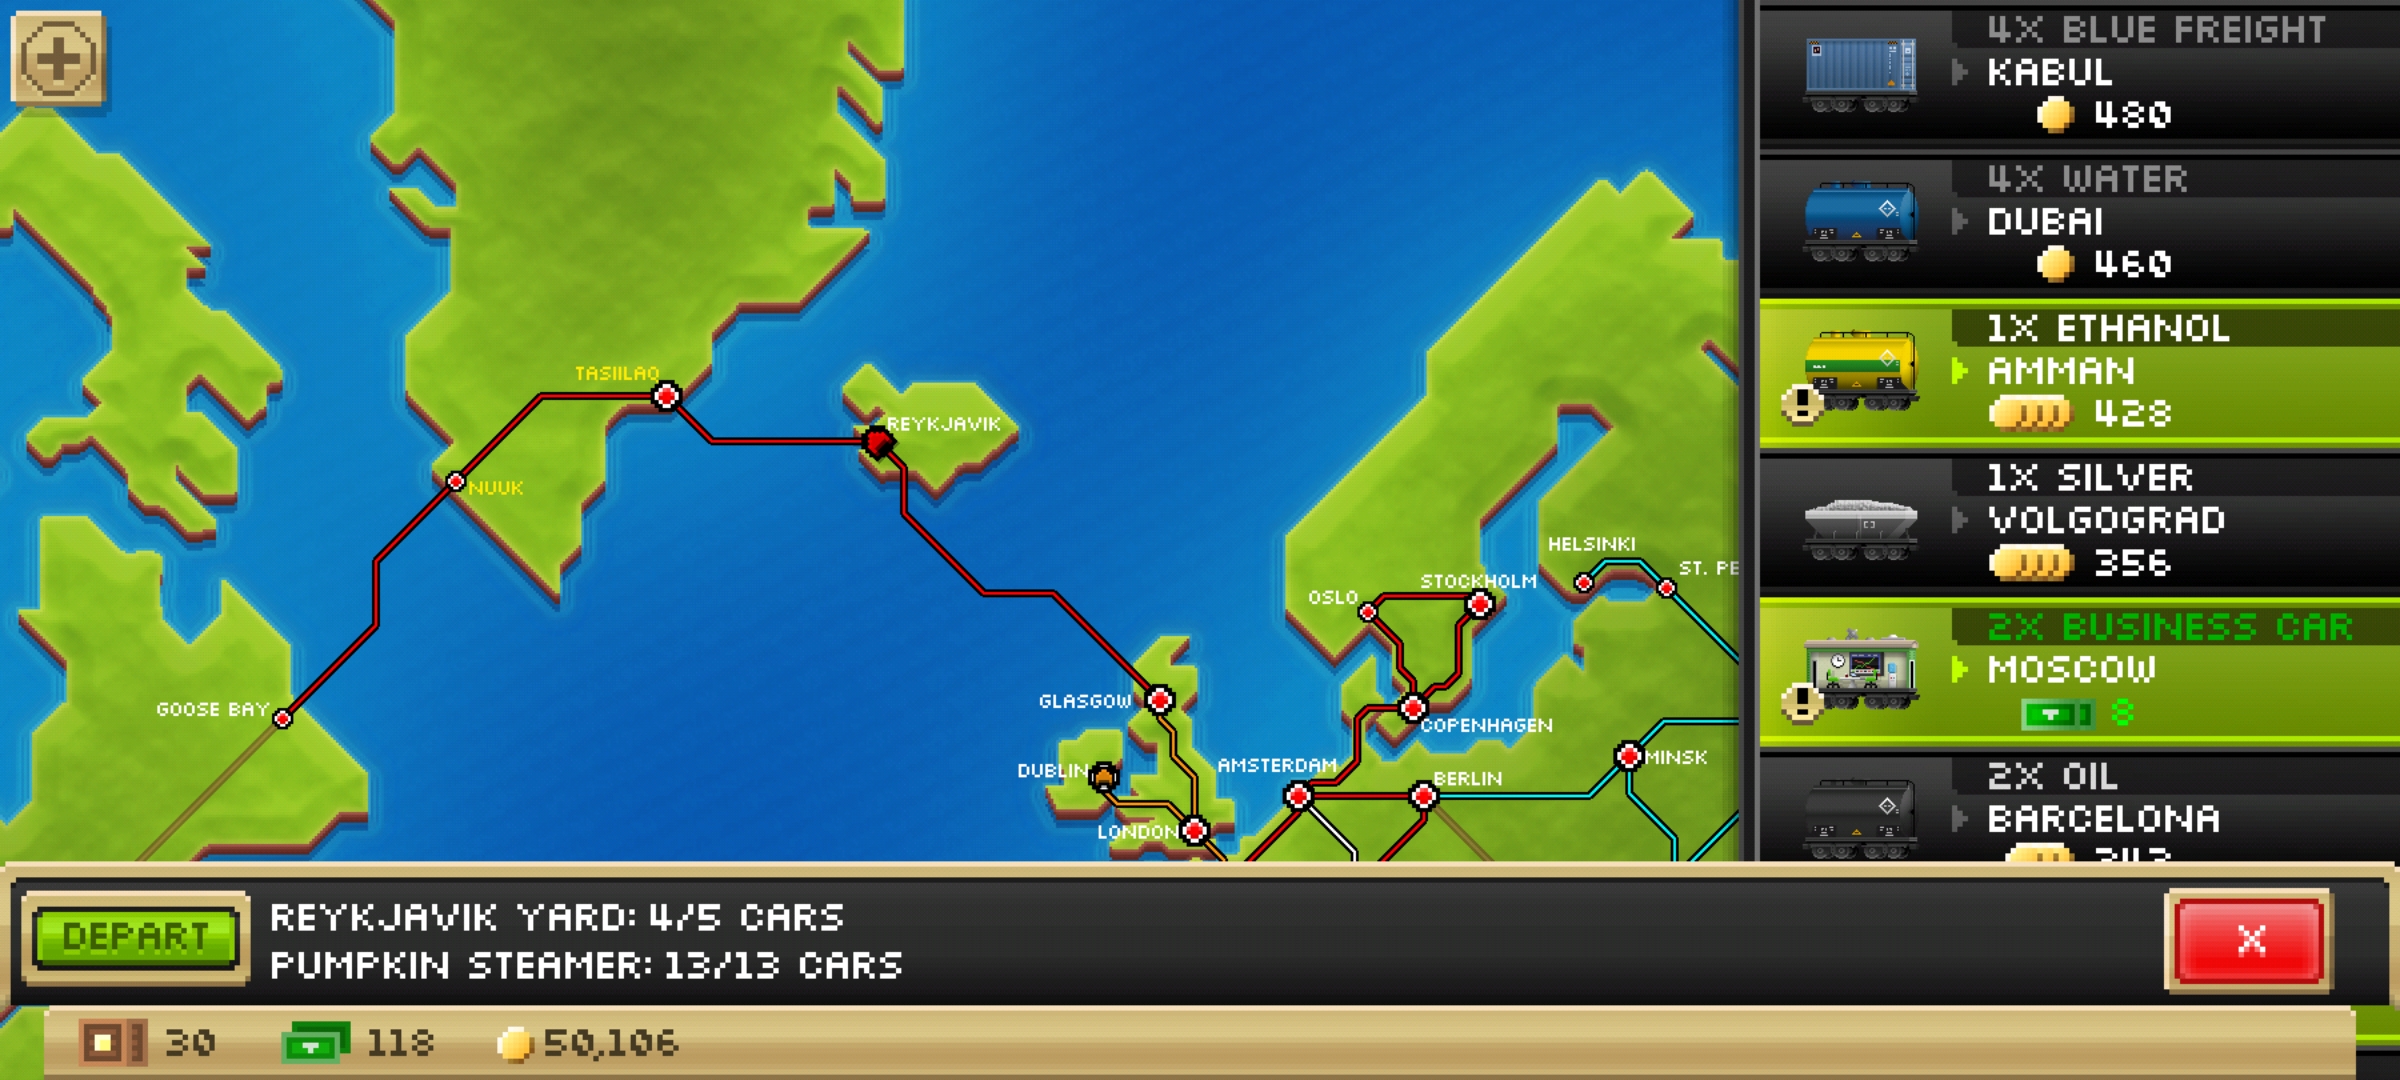 4X BLUE FREIGHT
KABUL
480
4X WATER
DUBAI
460
1X ETHANOL
AMMAN
428
1X SILVER
VOLGOGRAD
356
2X BUSINESS CAR
MOSCOW
8
2X OIL
BARCELONA
TASIILAQ
REYKJAVIK
NUUK
HELSINKI
ST. PE
STOCKHOLM
OSLO
GLASGOW
GOOSE BAY
COPENHAGEN
AMSTERDAM
MINSK
DUBLIN
BERLIN
LONDON
DEPART
REYKJAVIK YARD: 4/5 CARS
PUMPKIN STEAMER: 13/13 CARS
X
30
118
50,106